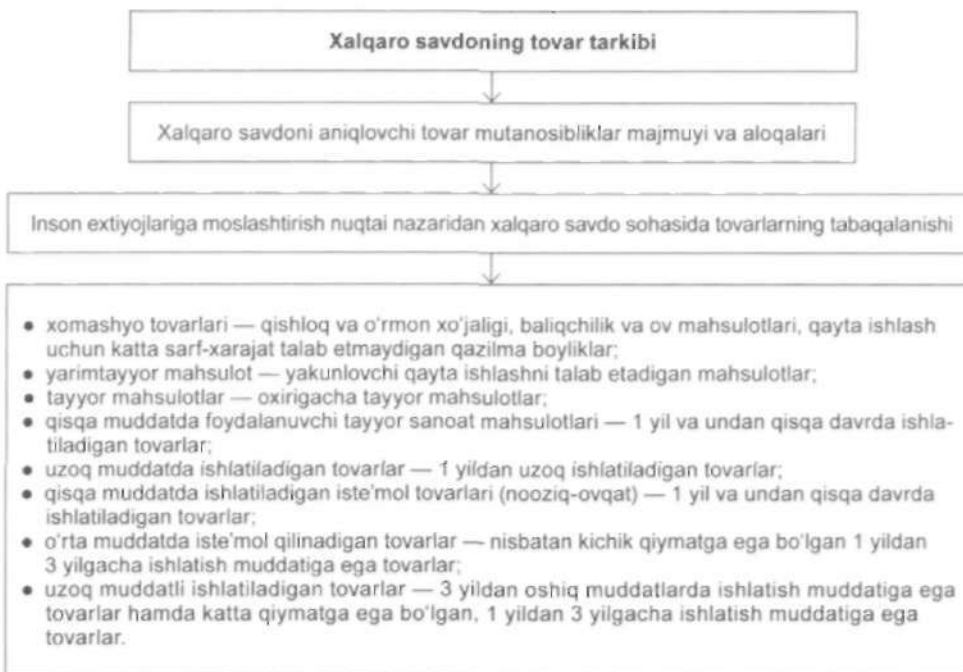 Xalqaro savdoning tovar tarkibi
Xalqaro savdoni aniqlovchi tovar mutanosibliklar majmuyi va aloqalari
Inson extiyojlariga moslashtirish nuqtai nazaridan xalqaro savdo sohasida tovarlarning tabaqalanishi
● xomashyo tovarlari — qishloq va o‘rmon xo‘jaligi, baliqchilik va ov mahsulotlari, qayta ishlash
uchun katta sarf-xarajat talab etmaydigan qazilma boyliklar;
● yarimtayyor mahsulot — yakunlovchi qayta ishlashni talab etadigan mahsulotlar;
● tayyor mahsulotlar — oxirigacha tayyor mahsulotlar;
● qisqa muddatda foydalanuvchi tayyor sanoat mahsulotlari — 1 yil va undan qisqa davrda ishla-
tiladigan tovarlar;
● uzoq muddatda ishlatiladigan tovarlar — 1 yildan uzoq ishlatiladigan tovarlar;
● qisqa muddatda ishlatiladigan iste’mol tovarlari (nooziq-ovqat) — 1 yil va undan qisqa davrda
ishlatiladigan tovarlar;
● o‘rta muddatda iste’mol qilinadigan tovarlar — nisbatan kichik qiymatga ega bo‘lgan 1 yildan
3 yilgacha ishlatish muddatiga ega tovarlar;
● uzoq muddatli ishlatiladigan tovarlar — 3 yildan oshiq muddatlarda ishlatish muddatiga ega
tovarlar hamda katta qiymatga ega bo‘lgan, 1 yildan 3 yilgacha ishlatish muddatiga ega
tovarlar.